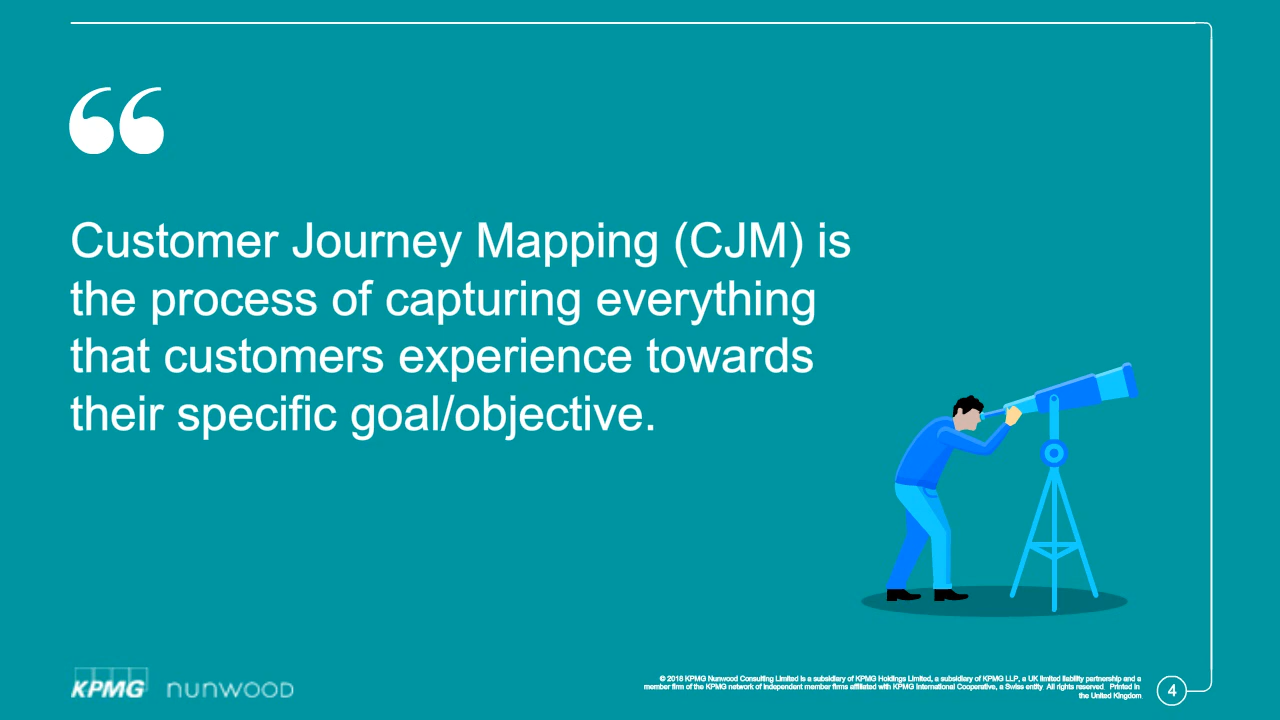 “
Customer Journey Mapping (CJM) is
the process of capturing everything
that customers experience towards
their specific goal/objective.
KPMG nunwood
© 2018 KPMG Nunwood Consulting Limited is a subsidiary of KPMG Holdings Limited, a subsidiary of KPMG LLP, a UK limited liability partnership and a
member firm of the KPMG network of independent member firms affiliated with KPMG International Cooperative, a Swiss entity All rights reserved Printed in
the United Kingdom
4